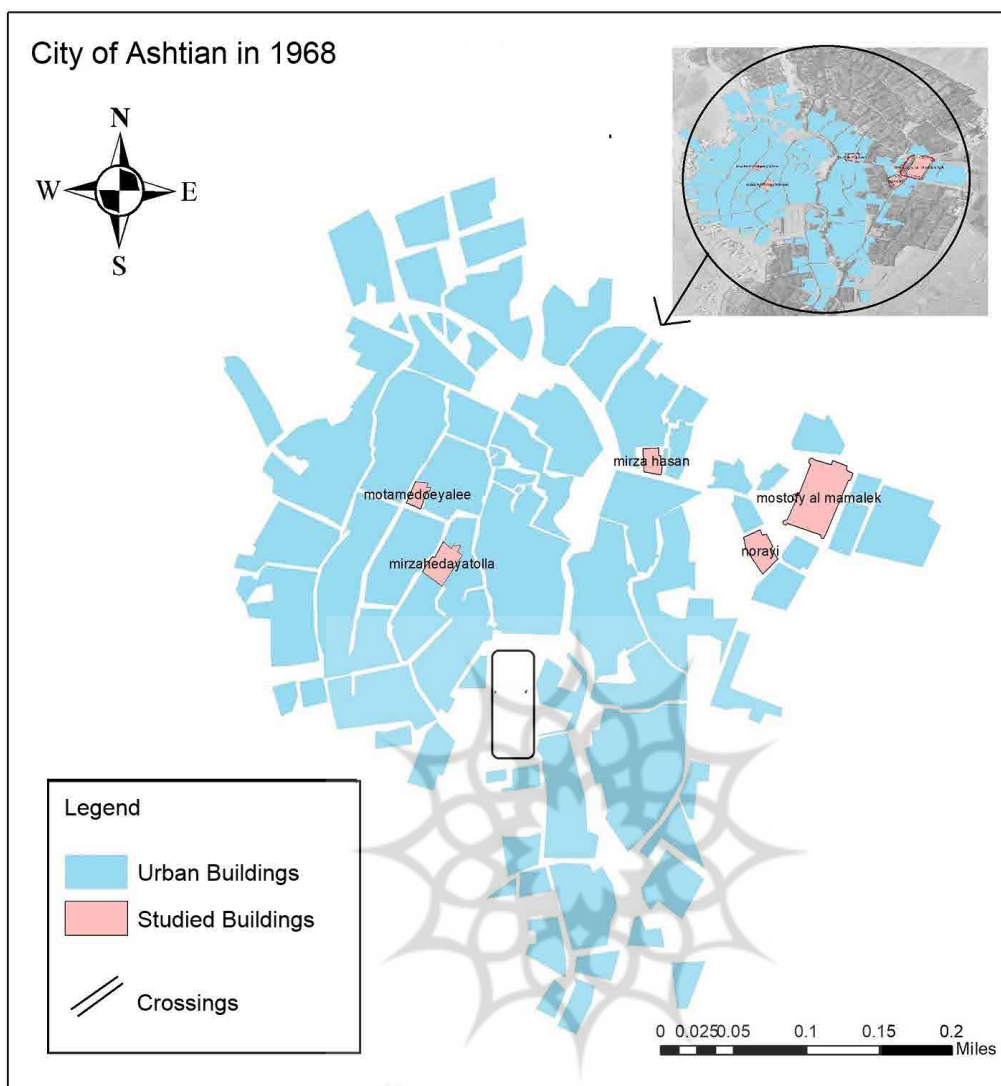 City of Ashtian in 1968
N
W E
S
mirza hasan
motamedoeyalee
mostofy al mamalek
norayi
mirzahedayatolla
Legend
Urban Buildings
Studied Buildings
Crossings
0 0.025 0.05 0.1 0.15 0.2
Miles